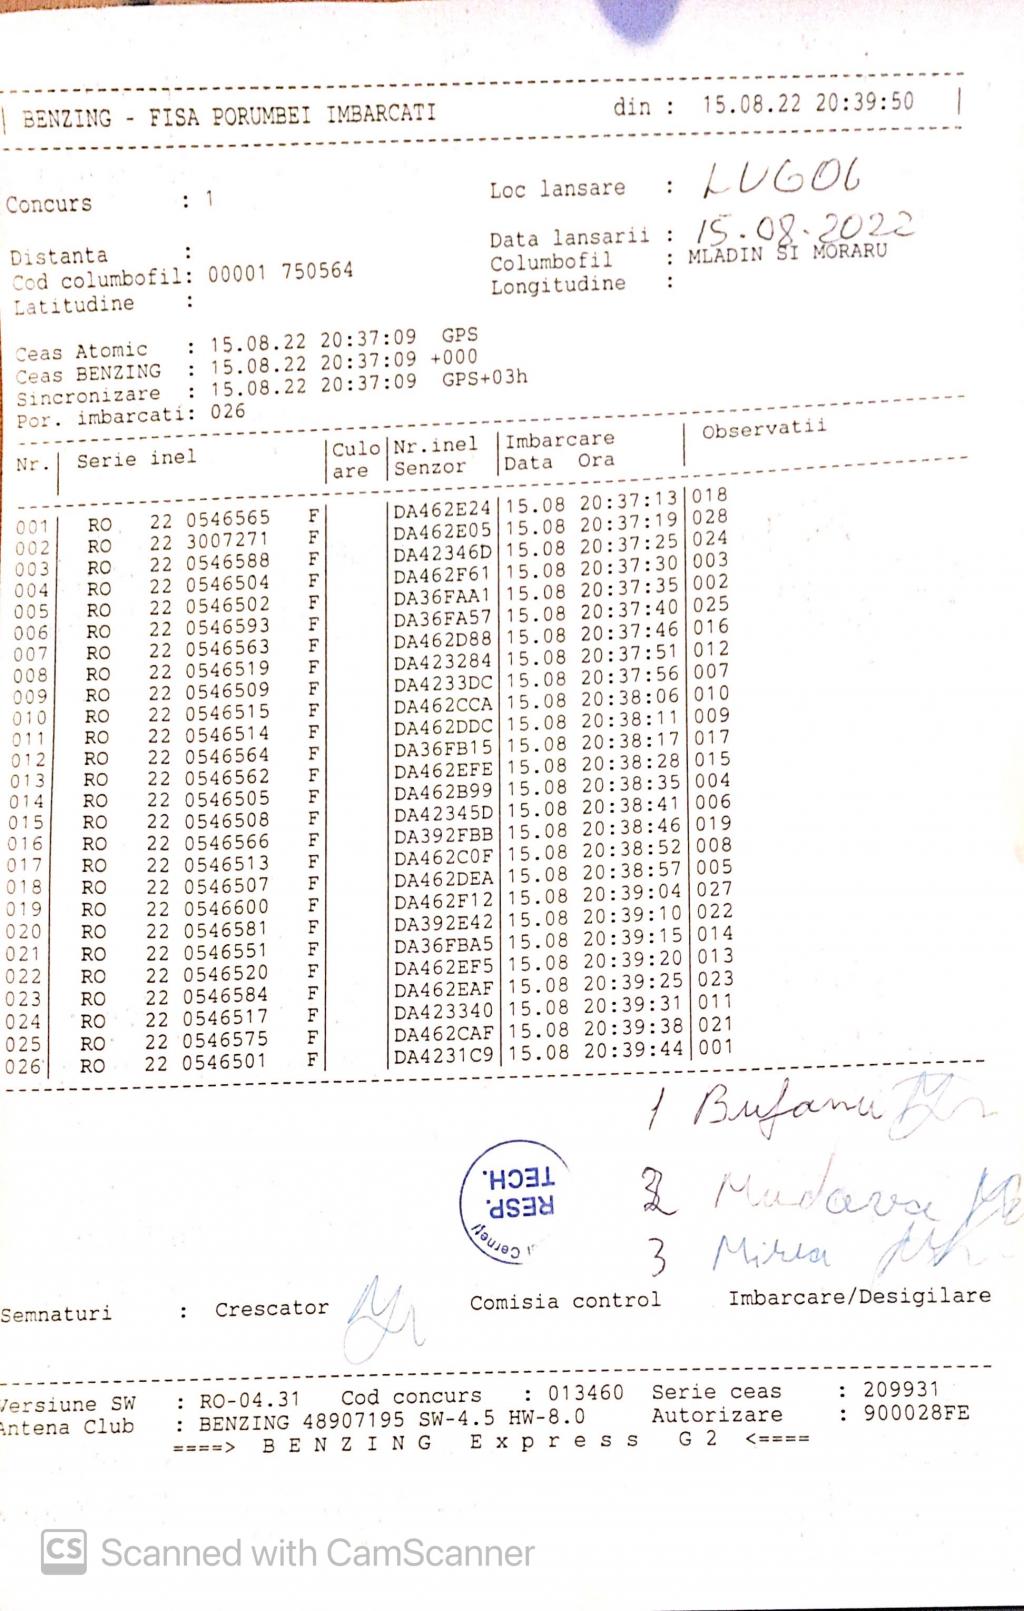 BENZING - FISA PORUMBEI IMBARCATI din : 15.08.22 20:39:50
Concurs : 1 Loc lansare : LUGOJ
Distanta : Data lansarii : 15.08.2022
Cod columbofil: 00001 750564 Columbofil : MLADIN SI MORARU
Latitudine : Longitudine :
Ceas Atomic : 15.08.22 20:37:09 GPS
Ceas BENZING : 15.08.22 20:37:09 +000
Sincronizare : 15.08.22 20:37:09 GPS+03h
Por. imbarcati: 026
Nr. Serie inel Culo Nr.inel Imbarcare Observatii
are Senzor Data Ora
001 RO 22 0546565 F DA462E24 15.08 20:37:13 018
002 RO 22 3007271 F DA462E05 15.08 20:37:19 028
003 RO 22 0546588 F DA42346D 15.08 20:37:25 024
004 RO 22 0546504 F DA462F61 15.08 20:37:30 003
005 RO 22 0546502 F DA36FAA1 15.08 20:37:35 002
006 RO 22 0546593 F DA36FA57 15.08 20:37:40 025
007 RO 22 0546563 F DA462D88 15.08 20:37:46 016
008 RO 22 0546519 F DA423284 15.08 20:37:51 012
009 RO 22 0546509 F DA4233DC 15.08 20:37:56 007
010 RO 22 0546515 F DA462CCA 15.08 20:38:06 010
011 RO 22 0546514 F DA462DDC 15.08 20:38:11 009
012 RO 22 0546564 F DA36FB15 15.08 20:38:17 017
013 RO 22 0546562 F DA462EFE 15.08 20:38:28 015
014 RO 22 0546505 F DA462B99 15.08 20:38:35 004
015 RO 22 0546508 F DA42345D 15.08 20:38:41 006
016 RO 22 0546566 F DA392FBB 15.08 20:38:46 019
017 RO 22 0546513 F DA462C0F 15.08 20:38:52 008
018 RO 22 0546507 F DA462DEA 15.08 20:38:57 005
019 RO 22 0546600 F DA462F12 15.08 20:39:04 027
020 RO 22 0546581 F DA392E42 15.08 20:39:10 022
021 RO 22 0546551 F DA36FBA5 15.08 20:39:15 014
022 RO 22 0546520 F DA462EF5 15.08 20:39:20 013
023 RO 22 0546584 F DA462EAF 15.08 20:39:25 023
024 RO 22 0546517 F DA423340 15.08 20:39:31 011
025 RO 22 0546575 F DA462CAF 15.08 20:39:38 021
026 RO 22 0546501 F DA4231C9 15.08 20:39:44 001
1 Bufanu
2 Mudava
3 Mircea
RESP.
TECH.
Semnaturi : Crescator Comisia control Imbarcare/Desigilare
Versiune SW : RO-04.31 Cod concurs : 013460 Serie ceas : 209931
Antena Club : BENZING 48907195 SW-4.5 HW-8.0 Autorizare : 900028FE
====> B E N Z I N G E x p r e s s G 2 <====
CS Scanned with CamScanner